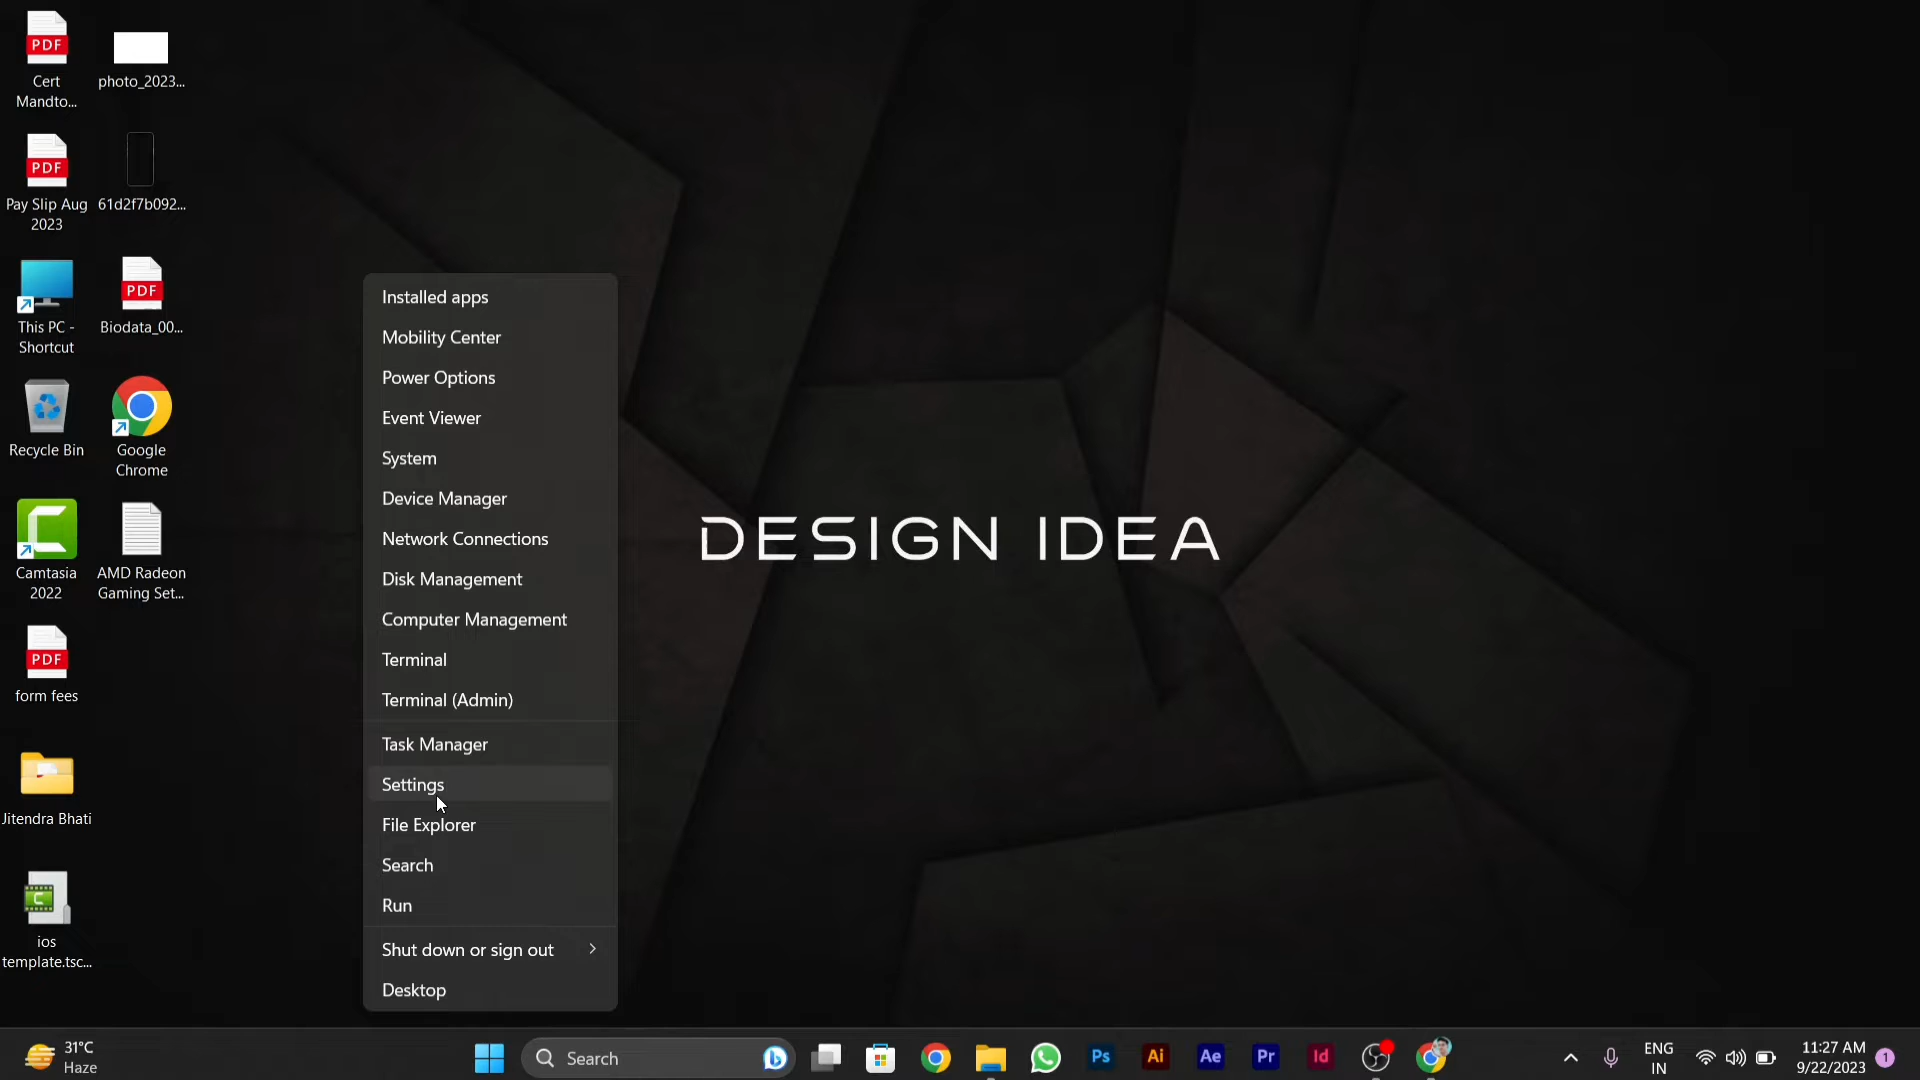 PDF
Cert
Mandto...
photo_2023...
PDF
Pay Slip Aug
2023
61d2f7b092...
This PC -
Shortcut
PDF
Biodata_00...
Recycle Bin
Google
Chrome
Camtasia
2022
AMD Radeon
Gaming Set...
PDF
form fees
Jitendra Bhati
ios
template.tsc...
Installed apps
Mobility Center
Power Options
Event Viewer
System
Device Manager
Network Connections
Disk Management
Computer Management
Terminal
Terminal (Admin)
Task Manager
Settings
File Explorer
Search
Run
Shut down or sign out
Desktop
DESIGN IDEA
31°C
Haze
Search
Ps
Ai
Ae
Pr
Id
ENG
IN
11:27 AM
9/22/2023
1